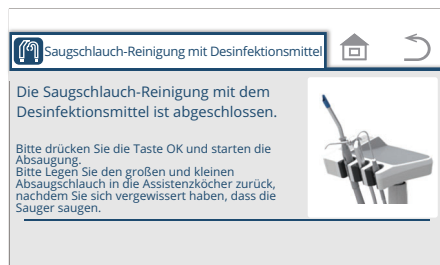 Saugschlauch-Reinigung mit Desinfektionsmittel
Die Saugschlauch-Reinigung mit dem
Desinfektionsmittel ist abgeschlossen.
Bitte drücken Sie die Taste OK und starten die
Absaugung.
Bitte Legen Sie den großen und kleinen
Absaugschlauch in die Assistenzköcher zurück,
nachdem Sie sich vergewissert haben, dass die
Sauger saugen.